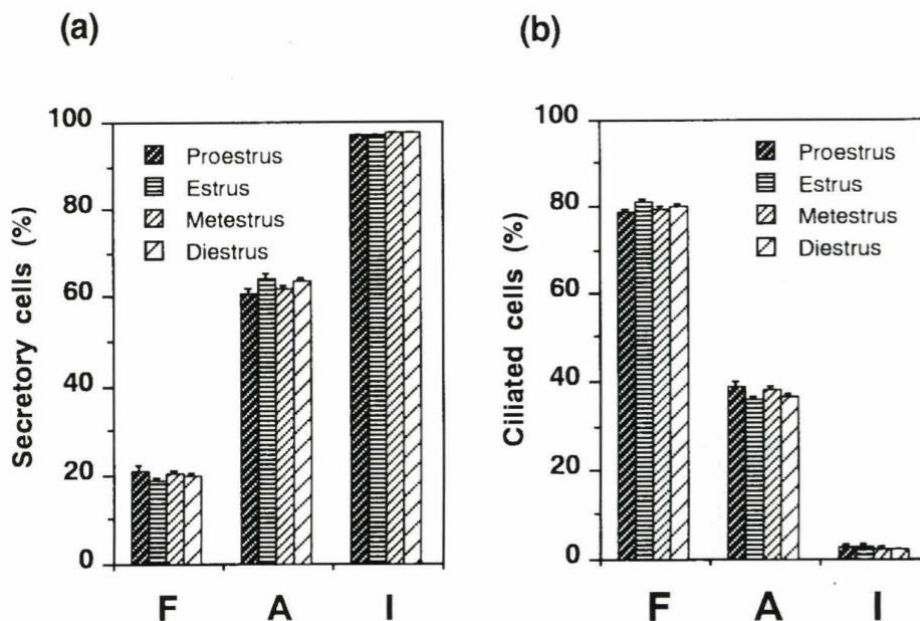 (a)
Secretory cells (%)
100
80
60
40
20
0
Proestrus
Estrus
Metestrus
Diestrus
F A I
(b)
Ciliated cells (%)
100
80
60
40
20
0
Proestrus
Estrus
Metestrus
Diestrus
F A I